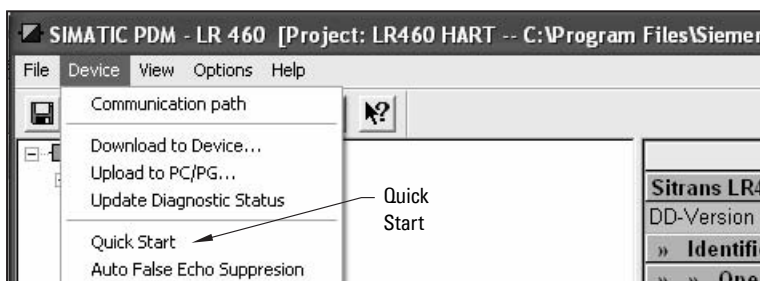 SIMATIC PDM - LR 460 [Project: LR460 HART -- C:\Program Files\Siemen
File Device View Options Help
Communication path
Download to Device...
Upload to PC/PG...
Update Diagnostic Status
Quick Start
Auto False Echo Suppresion
Quick
Start
Sitrans LR4
DD-Version
» Identifi
» » Ope